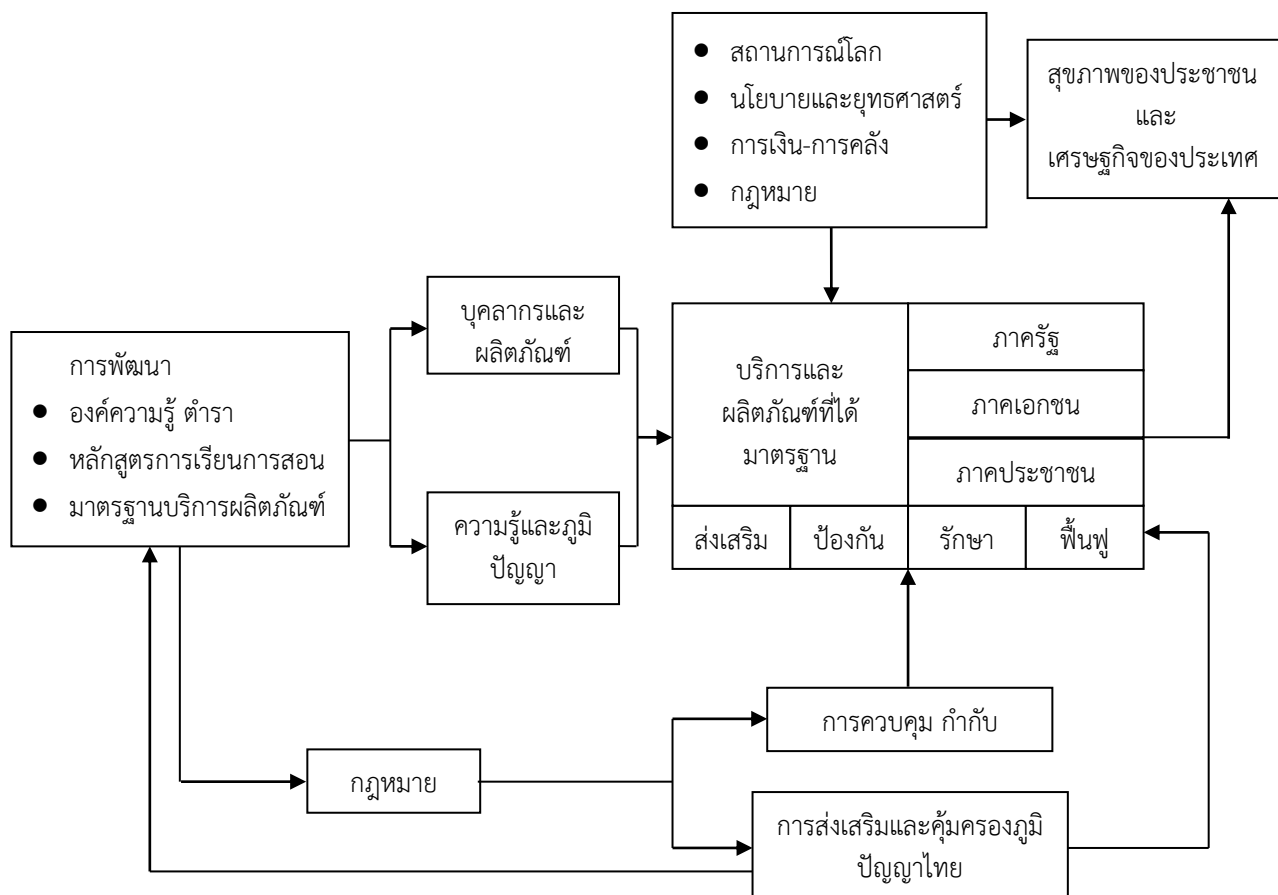 ● สถานการณ์โลก
● นโยบายและยุทธศาสตร์
● การเงิน-การคลัง
● กฎหมาย
สุขภาพของประชาชน
และ
เศรษฐกิจของประเทศ
บุคลากรและ
ผลิตภัณฑ์
การพัฒนา
● องค์ความรู้ ตำรา
● หลักสูตรการเรียนการสอน
● มาตรฐานบริการผลิตภัณฑ์
ความรู้และภูมิ
ปัญญา
บริการและ
ผลิตภัณฑ์ที่ได้
มาตรฐาน
ภาครัฐ
ภาคเอกชน
ภาคประชาชน
ส่งเสริม
ป้องกัน
รักษา
ฟื้นฟู
การควบคุม กำกับ
กฎหมาย
การส่งเสริมและคุ้มครองภูมิ
ปัญญาไทย